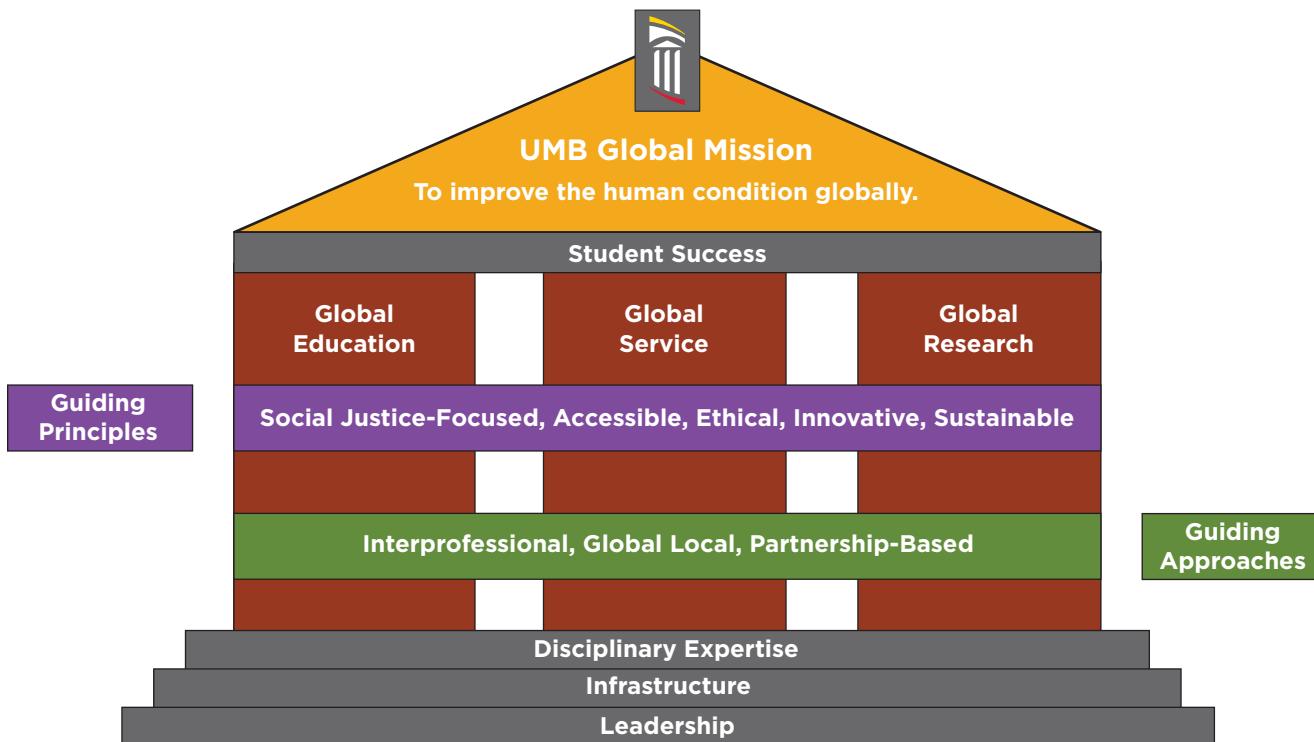 UMB Global Mission
To improve the human condition globally.
Student Success
Global
Education
Global
Service
Global
Research
Guiding
Principles
Social Justice-Focused, Accessible, Ethical, Innovative, Sustainable
Interprofessional, Global Local, Partnership-Based
Guiding
Approaches
Disciplinary Expertise
Infrastructure
Leadership